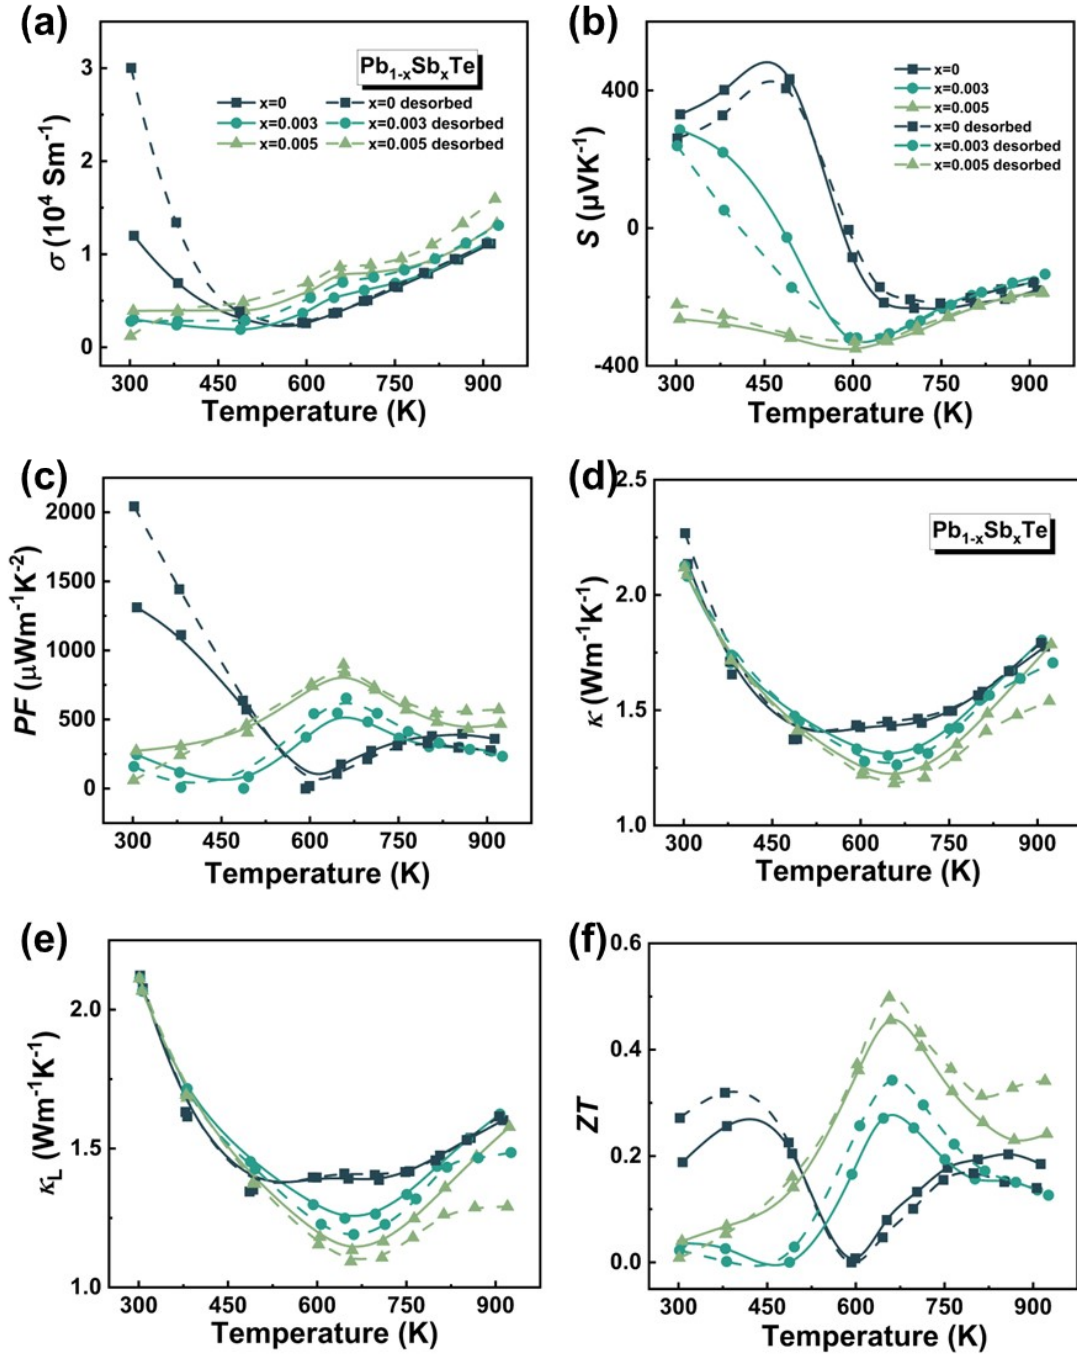 (a)
Pb1-xSbxTe
x=0
x=0 desorbed
x=0.003
x=0.003 desorbed
x=0.005
x=0.005 desorbed
σ (10⁴ Sm⁻¹)
3
2
1
0
300 450 600 750 900
Temperature (K)
(b)
x=0
x=0.003
x=0.005
x=0 desorbed
x=0.003 desorbed
x=0.005 desorbed
S (μVK⁻¹)
400
0
-400
300 450 600 750 900
Temperature (K)
(c)
PF (μWm⁻¹K⁻²)
2000
1500
1000
500
0
300 450 600 750 900
Temperature (K)
(d)
Pb1-xSbxTe
κ (Wm⁻¹K⁻¹)
2.5
2.0
1.5
1.0
300 450 600 750 900
Temperature (K)
(e)
κL (Wm⁻¹K⁻¹)
2.0
1.5
1.0
300 450 600 750 900
Temperature (K)
(f)
ZT
0.6
0.4
0.2
0.0
300 450 600 750 900
Temperature (K)